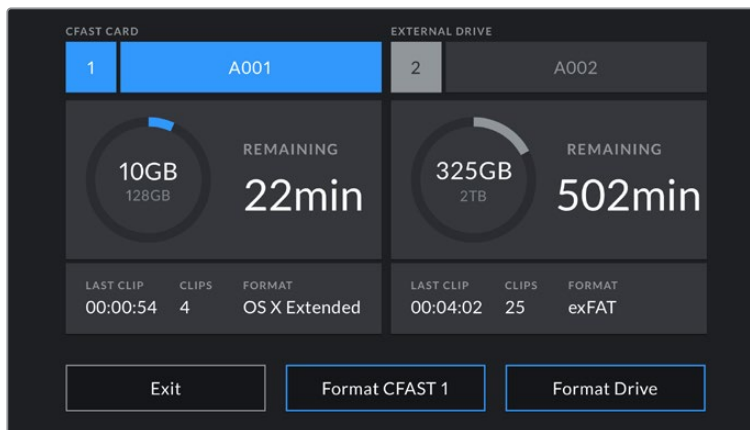 CFAST CARD
1 A001
10GB
128GB
REMAINING
22min
LAST CLIP CLIPS FORMAT
00:00:54 4 OS X Extended
EXTERNAL DRIVE
2 A002
325GB
2TB
REMAINING
502min
LAST CLIP CLIPS FORMAT
00:04:02 25 exFAT
Exit
Format CFAST 1
Format Drive